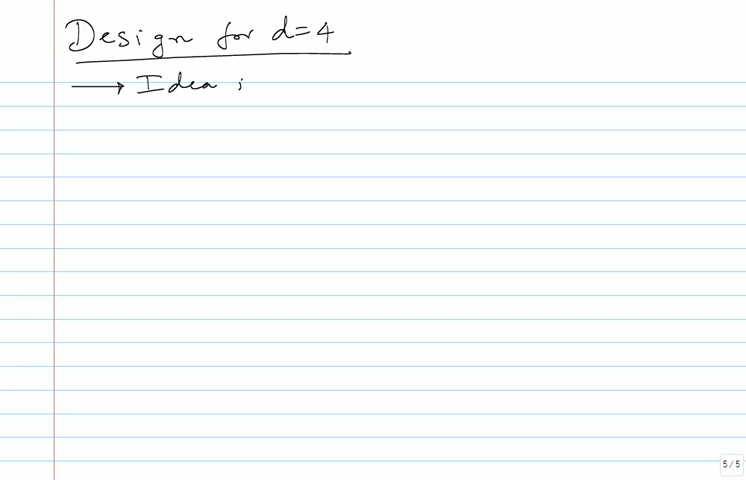 Design for d=4
→ Idea ;
5 / 5